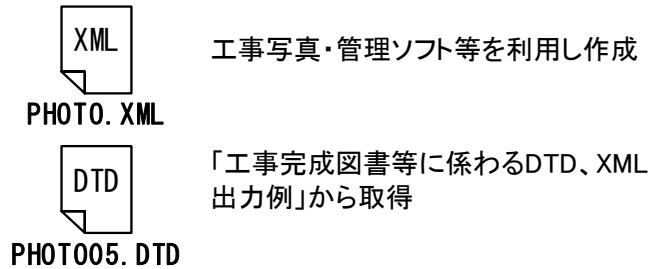 XML
工事写真・管理ソフト等を利用し作成
PHOTO.XML
DTD
「工事完成図書等に係わるDTD、XML
出力例」から取得
PHOTO05.DTD